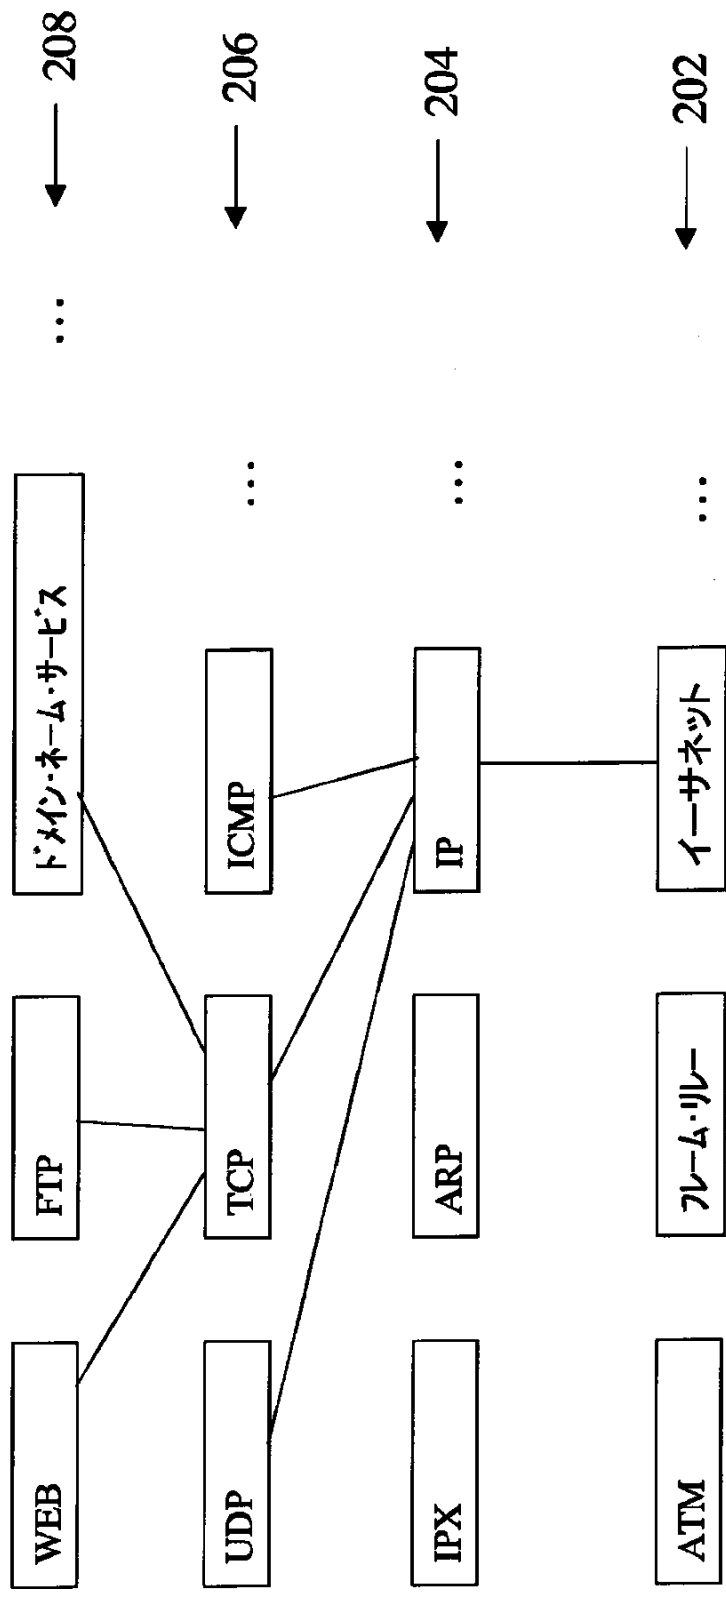 WEB FTP ドメイン・ネーム・サービス … 208
UDP TCP ICMP … 206
IPX ARP IP … 204
ATM フレーム・リレー イーサネット … 202